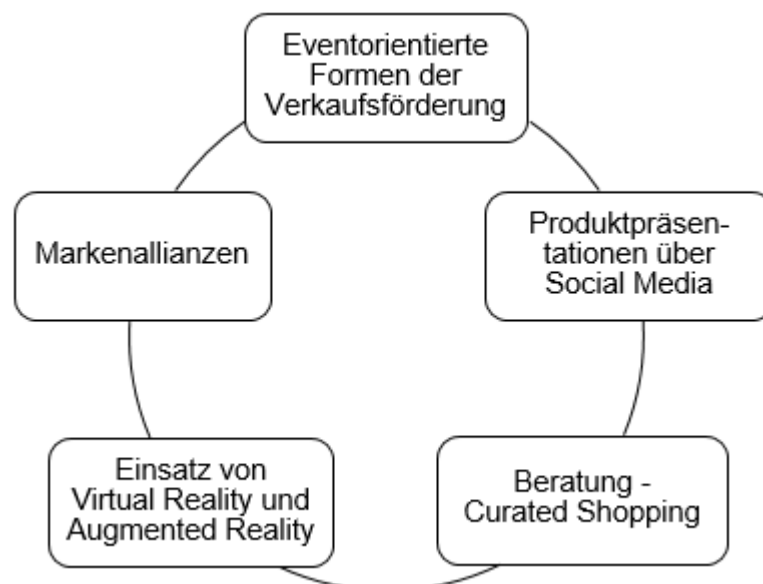 Eventorientierte
Formen der
Verkaufsförderung
Markenallianzen
Produktpräsen-
tationen über
Social Media
Einsatz von
Virtual Reality und
Augmented Reality
Beratung -
Curated Shopping